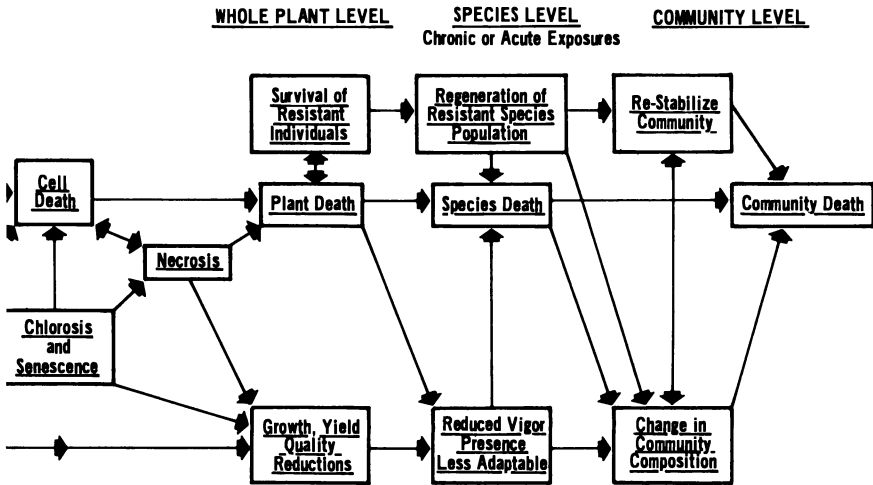 WHOLE PLANT LEVEL
SPECIES LEVEL
COMMUNITY LEVEL
Chronic or Acute Exposures
Survival of
Resistant
Individuals
Regeneration of
Resistant Species
Population
Re-Stabilize
Community
Cell
Death
Plant Death
Species Death
Community Death
Necrosis
Chlorosis
and
Senescence
Growth, Yield
Quality
Reductions
Reduced Vigor
Presence
Less Adaptable
Change in
Community
Composition